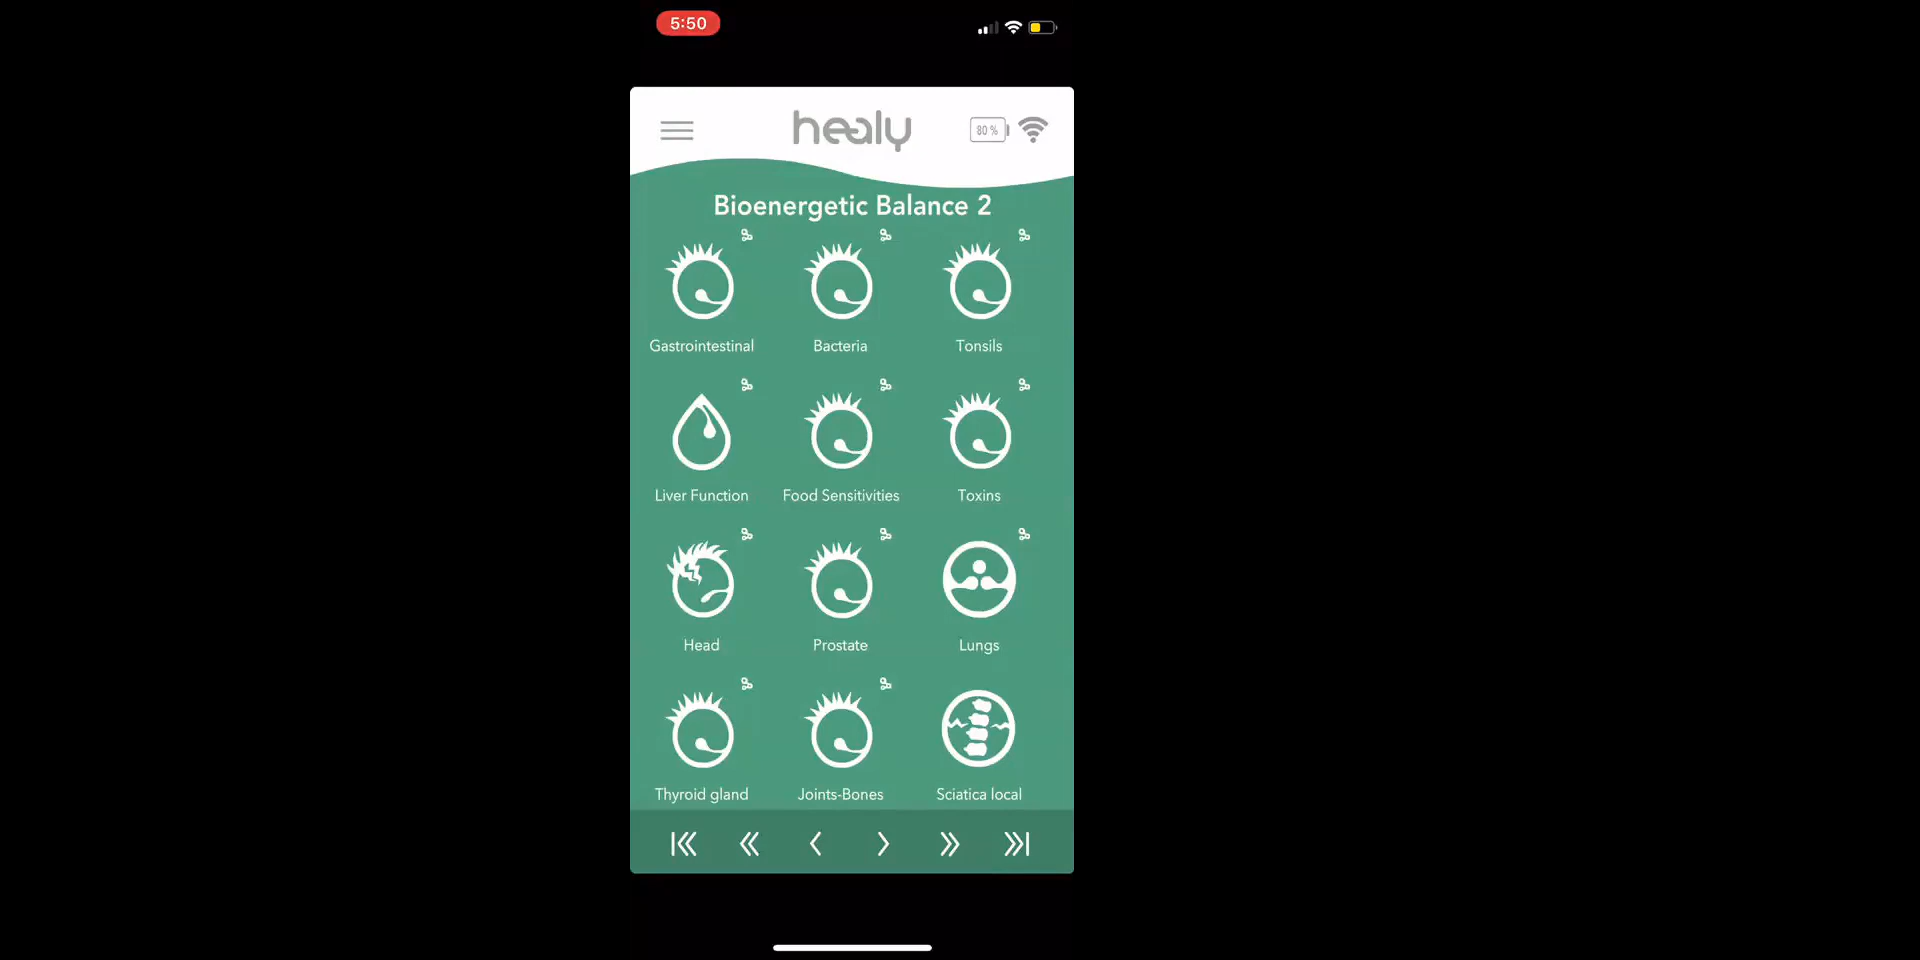 5:50
healy
80 %
Bioenergetic Balance 2
Gastrointestinal
Bacteria
Tonsils
Liver Function
Food Sensitivities
Toxins
Head
Prostate
Lungs
Thyroid gland
Joints-Bones
Sciatica local